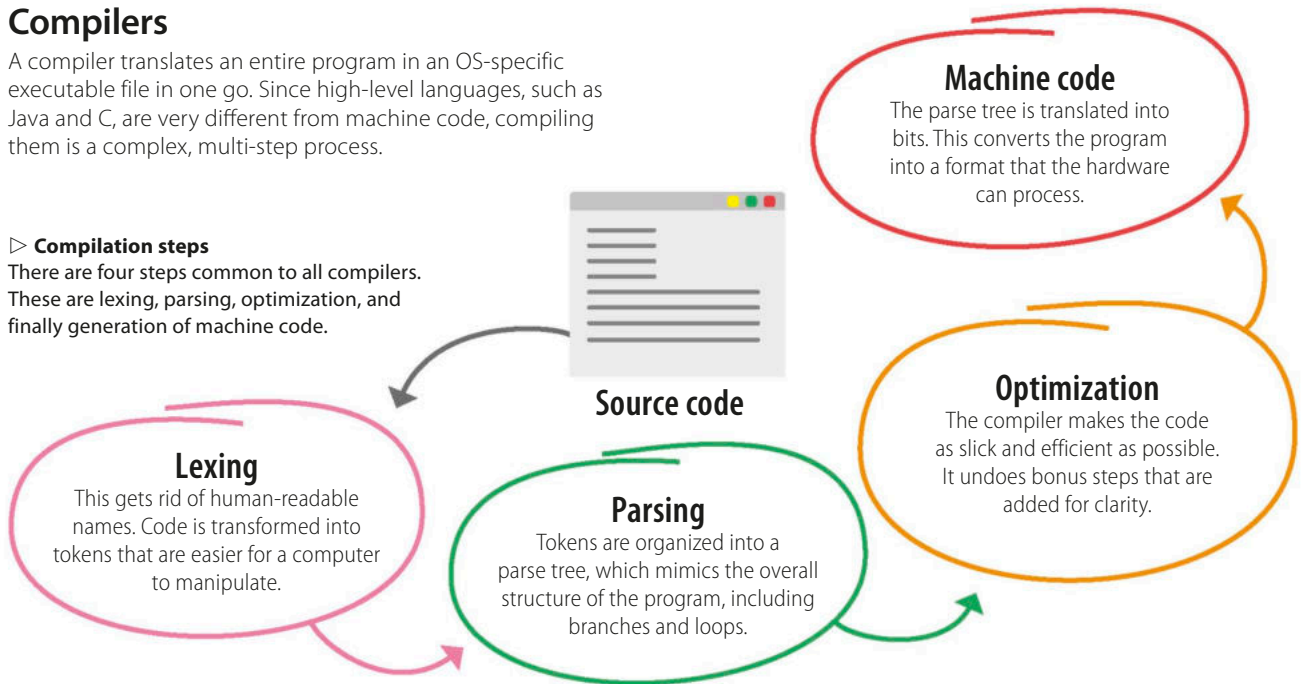 Compilers
A compiler translates an entire program in an OS-specific
executable file in one go. Since high-level languages, such as
Java and C, are very different from machine code, compiling
them is a complex, multi-step process.
▷ Compilation steps
There are four steps common to all compilers.
These are lexing, parsing, optimization, and
finally generation of machine code.
Source code
Lexing
This gets rid of human-readable
names. Code is transformed into
tokens that are easier for a computer
to manipulate.
Parsing
Tokens are organized into a
parse tree, which mimics the overall
structure of the program, including
branches and loops.
Optimization
The compiler makes the code
as slick and efficient as possible.
It undoes bonus steps that are
added for clarity.
Machine code
The parse tree is translated into
bits. This converts the program
into a format that the hardware
can process.